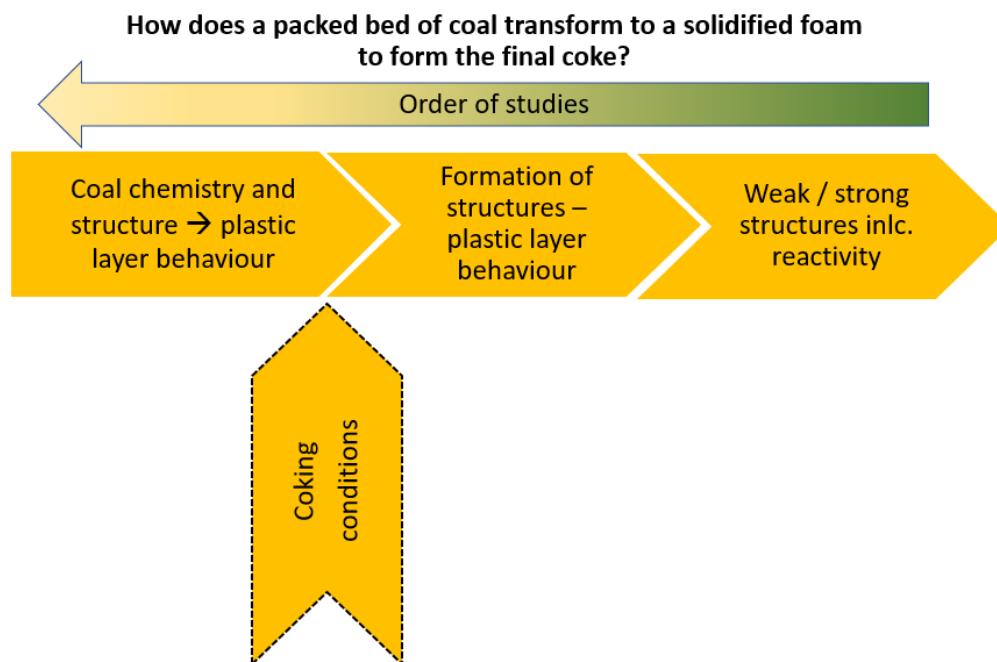 How does a packed bed of coal transform to a solidified foam
to form the final coke?
Order of studies
Coal chemistry and
structure → plastic
layer behaviour
Formation of
structures –
plastic layer
behaviour
Weak / strong
structures inlc.
reactivity
Coking
conditions